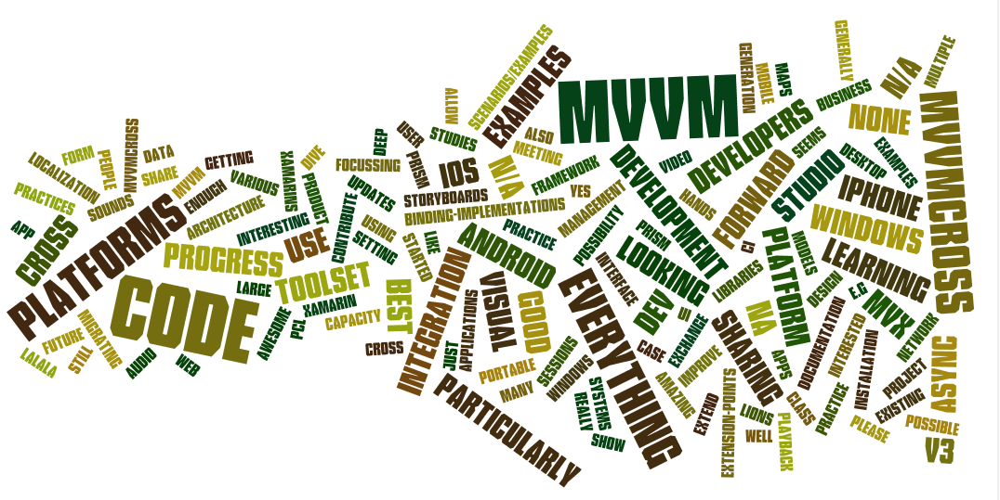 LOCALIZATION
FORM
PEOPLE
MVVMCROSS
DATA
SHARE
MVVM
GETTING
ENOUGH
VARIOUS
XAMARINS
DIVE
PRODUCT
PRACTICES
SOUNDS
APP
CROSS
PLATFORMS
ARCHITECTURE
INTERESTING
PROGRESS
USE
CONTRIBUTE
UPDATES
USING
SETTING
CODE
LARGE
TOOLSET
XAMARIN
AWESOME
PCL
CAPACITY
BEST
CROSS
FUTURE
MIGRATING
STILL
LALALA
AUDIO
WEB
DEEP
FOCUSSING
USER
PRISM
ALLOW
STUDIES
SCENARIOS/EXAMPLES
EXAMPLES
ALSO
MEETING
IOS
N/A
STORYBOARDS
BINDING-IMPLEMENTATIONS
FRAMEWORK
YES
MANAGEMENT
PRACTICE
LIKE
STARTED
ANDROID
INTEGRATION
JUST
APPLICATIONS
VISUAL
GOOD
PORTABLE
MANY
PARTICULARLY
SESSIONS
WINDOWS
SYSTEMS
REALLY
SHOW
EVERYTHING
POSSIBILITY
INTERFACE
MVVM
DEVELOPMENT
VIDEO
GENERATION
MOBILE
MAPS
DEVELOPERS
BUSINESS
GENERALLY
SEEMS
HANDS
FORWARD
CI
STUDIO
PRISM
LOOKING
DEV
UI
CASE
EXCHANGE
IMPROVE
AMAZING
EXTEND
EXTENSION-POINTS
LIONS
WELL
PLAYBACK
LIBRARIES
SHARING
NA
PLATFORM
MODELS
APPS
CLASS
N/A
MULTIPLE
NONE
DESKTOP
EXAMPLES
IPHONE
WINDOWS
LEARNING
MVVMCROSS
DESIGN
E.G
MVX
NETWORK
DOCUMENTATION
INTERESTED
INSTALLATION
PRACTICE
PLEASE
PROJECT
EXISTING
POSSIBLE
ASYNC
V3